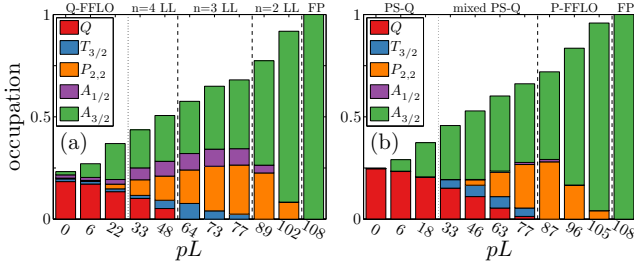 Q-FFLO n=4 LL n=3 LL n=2 LL FP
PS-Q mixed PS-Q P-FFLO FP
1
0.5
0
occupation
Q
T3/2
P2,2
A1/2
A3/2
(a)
0 6 22 33 48 64 73 77 89 102 108
pL
1
0.5
0
Q
T3/2
P2,2
A1/2
A3/2
(b)
0 6 18 33 46 63 77 87 96 105 108
pL